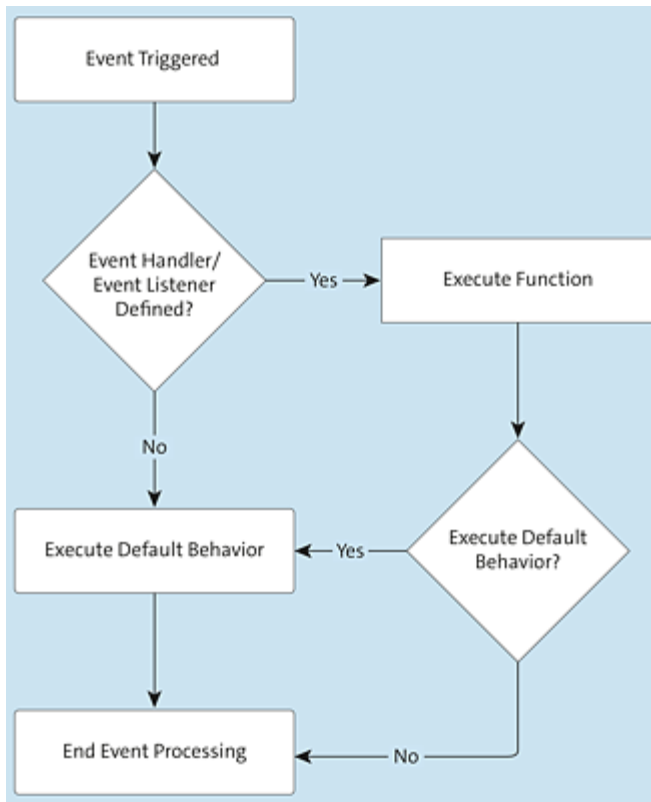 Event Triggered
Event Handler/
Event Listener
Defined?
Yes
Execute Function
No
Execute Default Behavior
Yes
Execute Default
Behavior?
End Event Processing
No